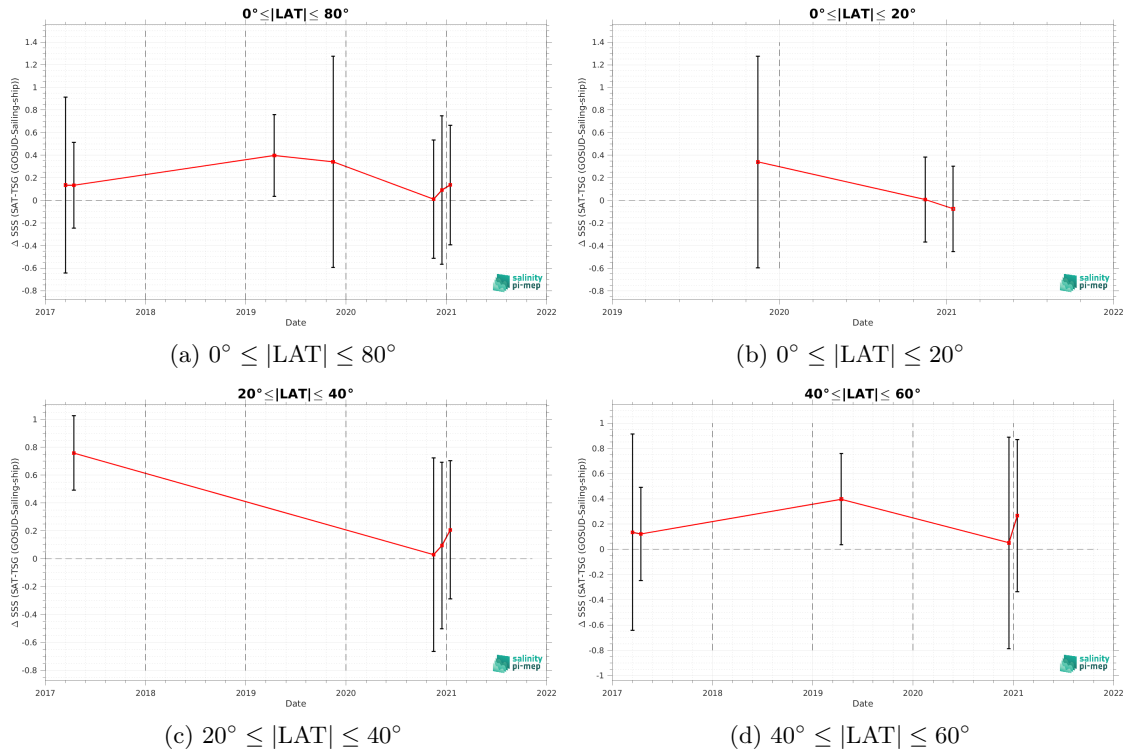 0°≤|LAT|≤ 80°
Δ SSS (SAT-TSG (GOSUD-Sailing-ship))
1.4
1.2
1
0.8
0.6
0.4
0.2
0
-0.2
-0.4
-0.6
-0.8
2017 2018 2019 2020 2021 2022
Date
salinity
pi-mep
(a) 0° ≤ |LAT| ≤ 80°
0°≤|LAT|≤ 20°
Δ SSS (SAT-TSG (GOSUD-Sailing-ship))
1.4
1.2
1
0.8
0.6
0.4
0.2
0
-0.2
-0.4
-0.6
-0.8
2019 2020 2021 2022
Date
salinity
pi-mep
(b) 0° ≤ |LAT| ≤ 20°
20°≤|LAT|≤ 40°
Δ SSS (SAT-TSG (GOSUD-Sailing-ship))
1
0.8
0.6
0.4
0.2
0
-0.2
-0.4
-0.6
-0.8
2017 2018 2019 2020 2021 2022
Date
salinity
pi-mep
(c) 20° ≤ |LAT| ≤ 40°
40°≤|LAT|≤ 60°
Δ SSS (SAT-TSG (GOSUD-Sailing-ship))
1
0.8
0.6
0.4
0.2
0
-0.2
-0.4
-0.6
-0.8
-1
2017 2018 2019 2020 2021 2022
Date
salinity
pi-mep
(d) 40° ≤ |LAT| ≤ 60°